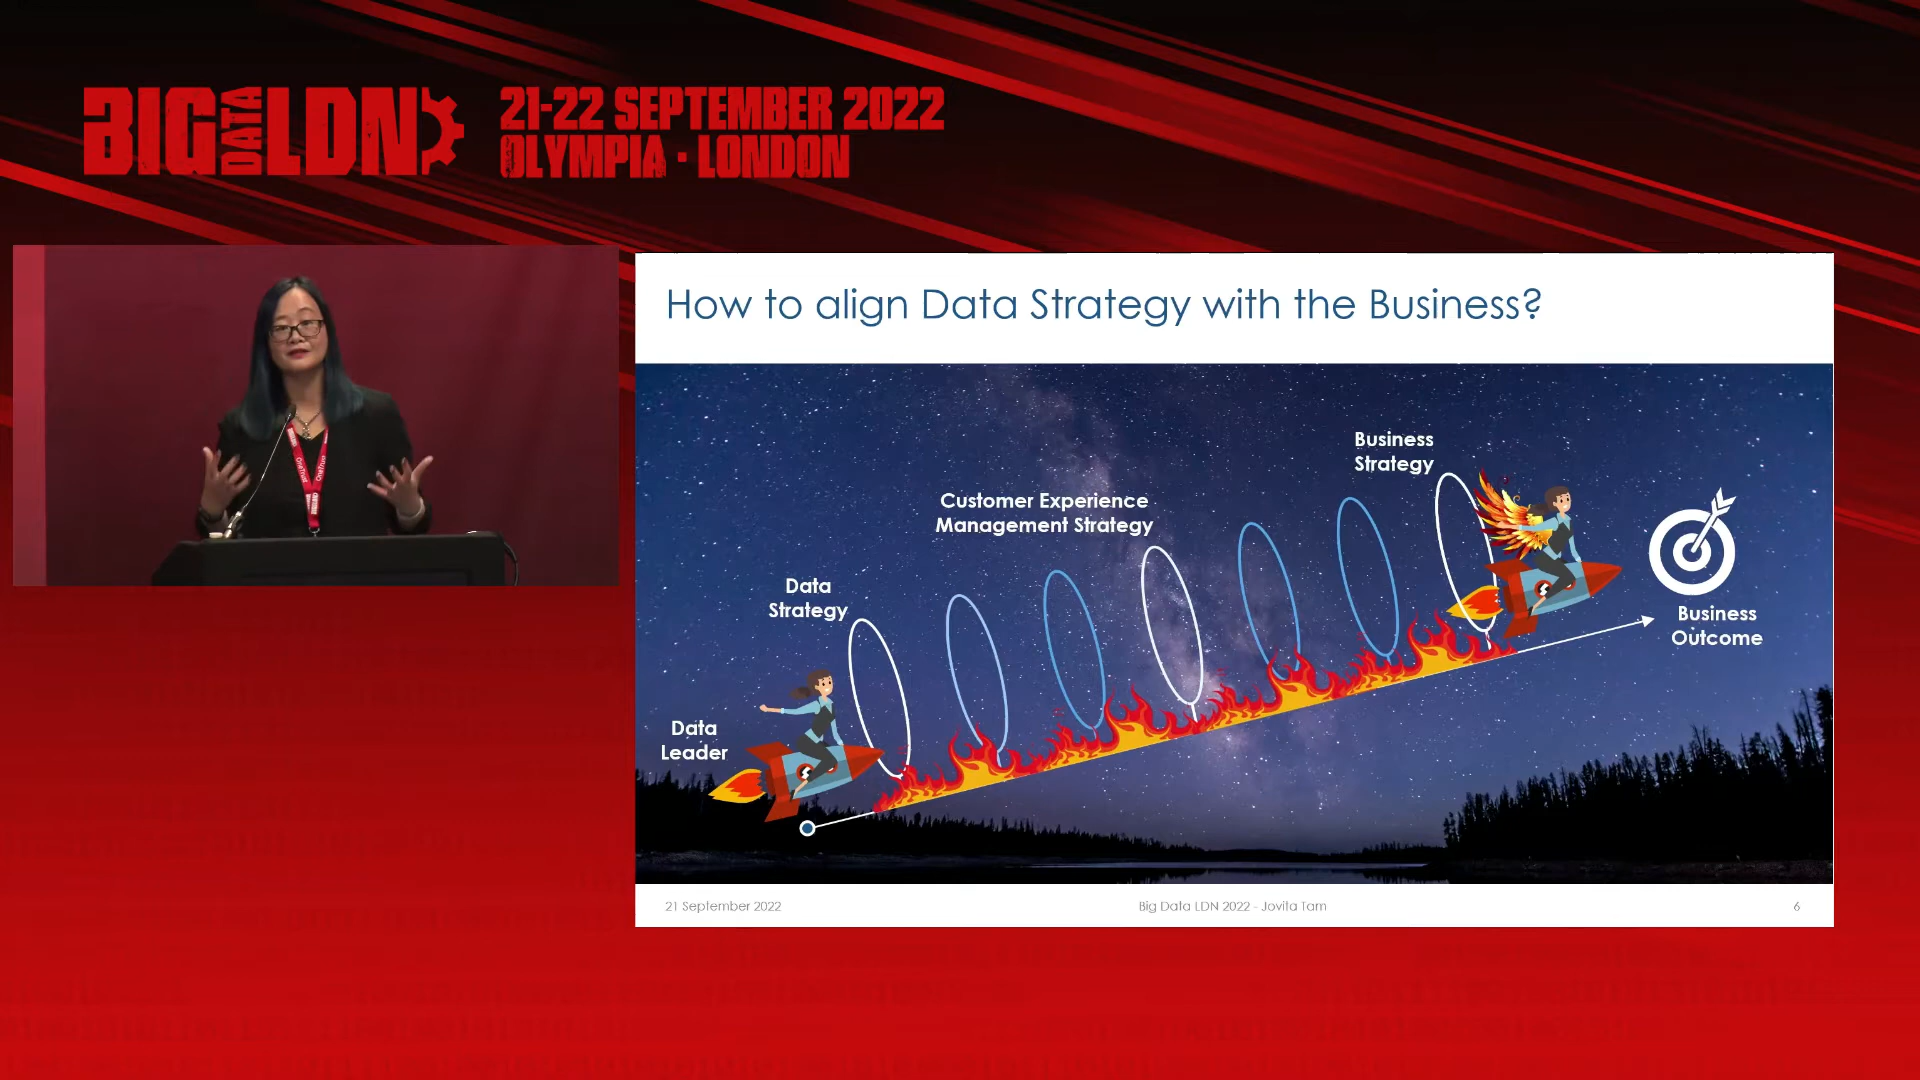 BIG DATA LDN
21-22 SEPTEMBER 2022
OLYMPIA · LONDON
How to align Data Strategy with the Business?
Business
Strategy
Customer Experience
Management Strategy
Data
Strategy
Business
Outcome
Data
Leader
21 September 2022
Big Data LDN 2022 - Jovita Tam
6
OneTrust
OneTrust